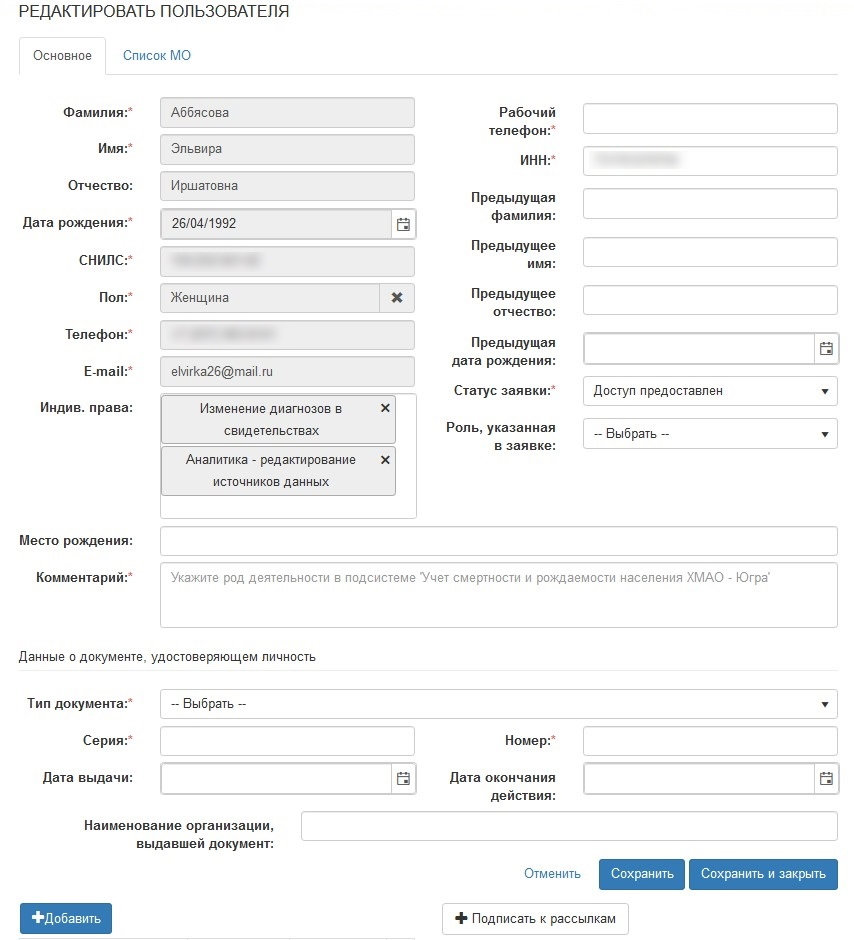 РЕДАКТИРОВАТЬ ПОЛЬЗОВАТЕЛЯ
Основное
Список МО
Фамилия:*
Аббясова
Имя:*
Эльвира
Отчество:
Иршатовна
Дата рождения:*
26/04/1992
СНИЛС:*
Пол:*
Женщина
Телефон:*
E-mail:*
elvirka26@mail.ru
Индив. права:
Изменение диагнозов в
свидетельствах
Аналитика - редактирование
источников данных
Рабочий
телефон:*
ИНН:*
Предыдущая
фамилия:
Предыдущее
имя:
Предыдущее
отчество:
Предыдущая
дата рождения:
Статус заявки:*
Доступ предоставлен
Роль, указанная
в заявке:
-- Выбрать --
Место рождения:
Комментарий:*
Укажите род деятельности в подсистеме 'Учет смертности и рождаемости населения ХМАО - Югра'
Данные о документе, удостоверяющем личность
Тип документа:*
-- Выбрать --
Серия:*
Номер:*
Дата выдачи:
Дата окончания
действия:
Наименование организации,
выдавшей документ:
Отменить
Сохранить
Сохранить и закрыть
Добавить
Подписать к рассылкам